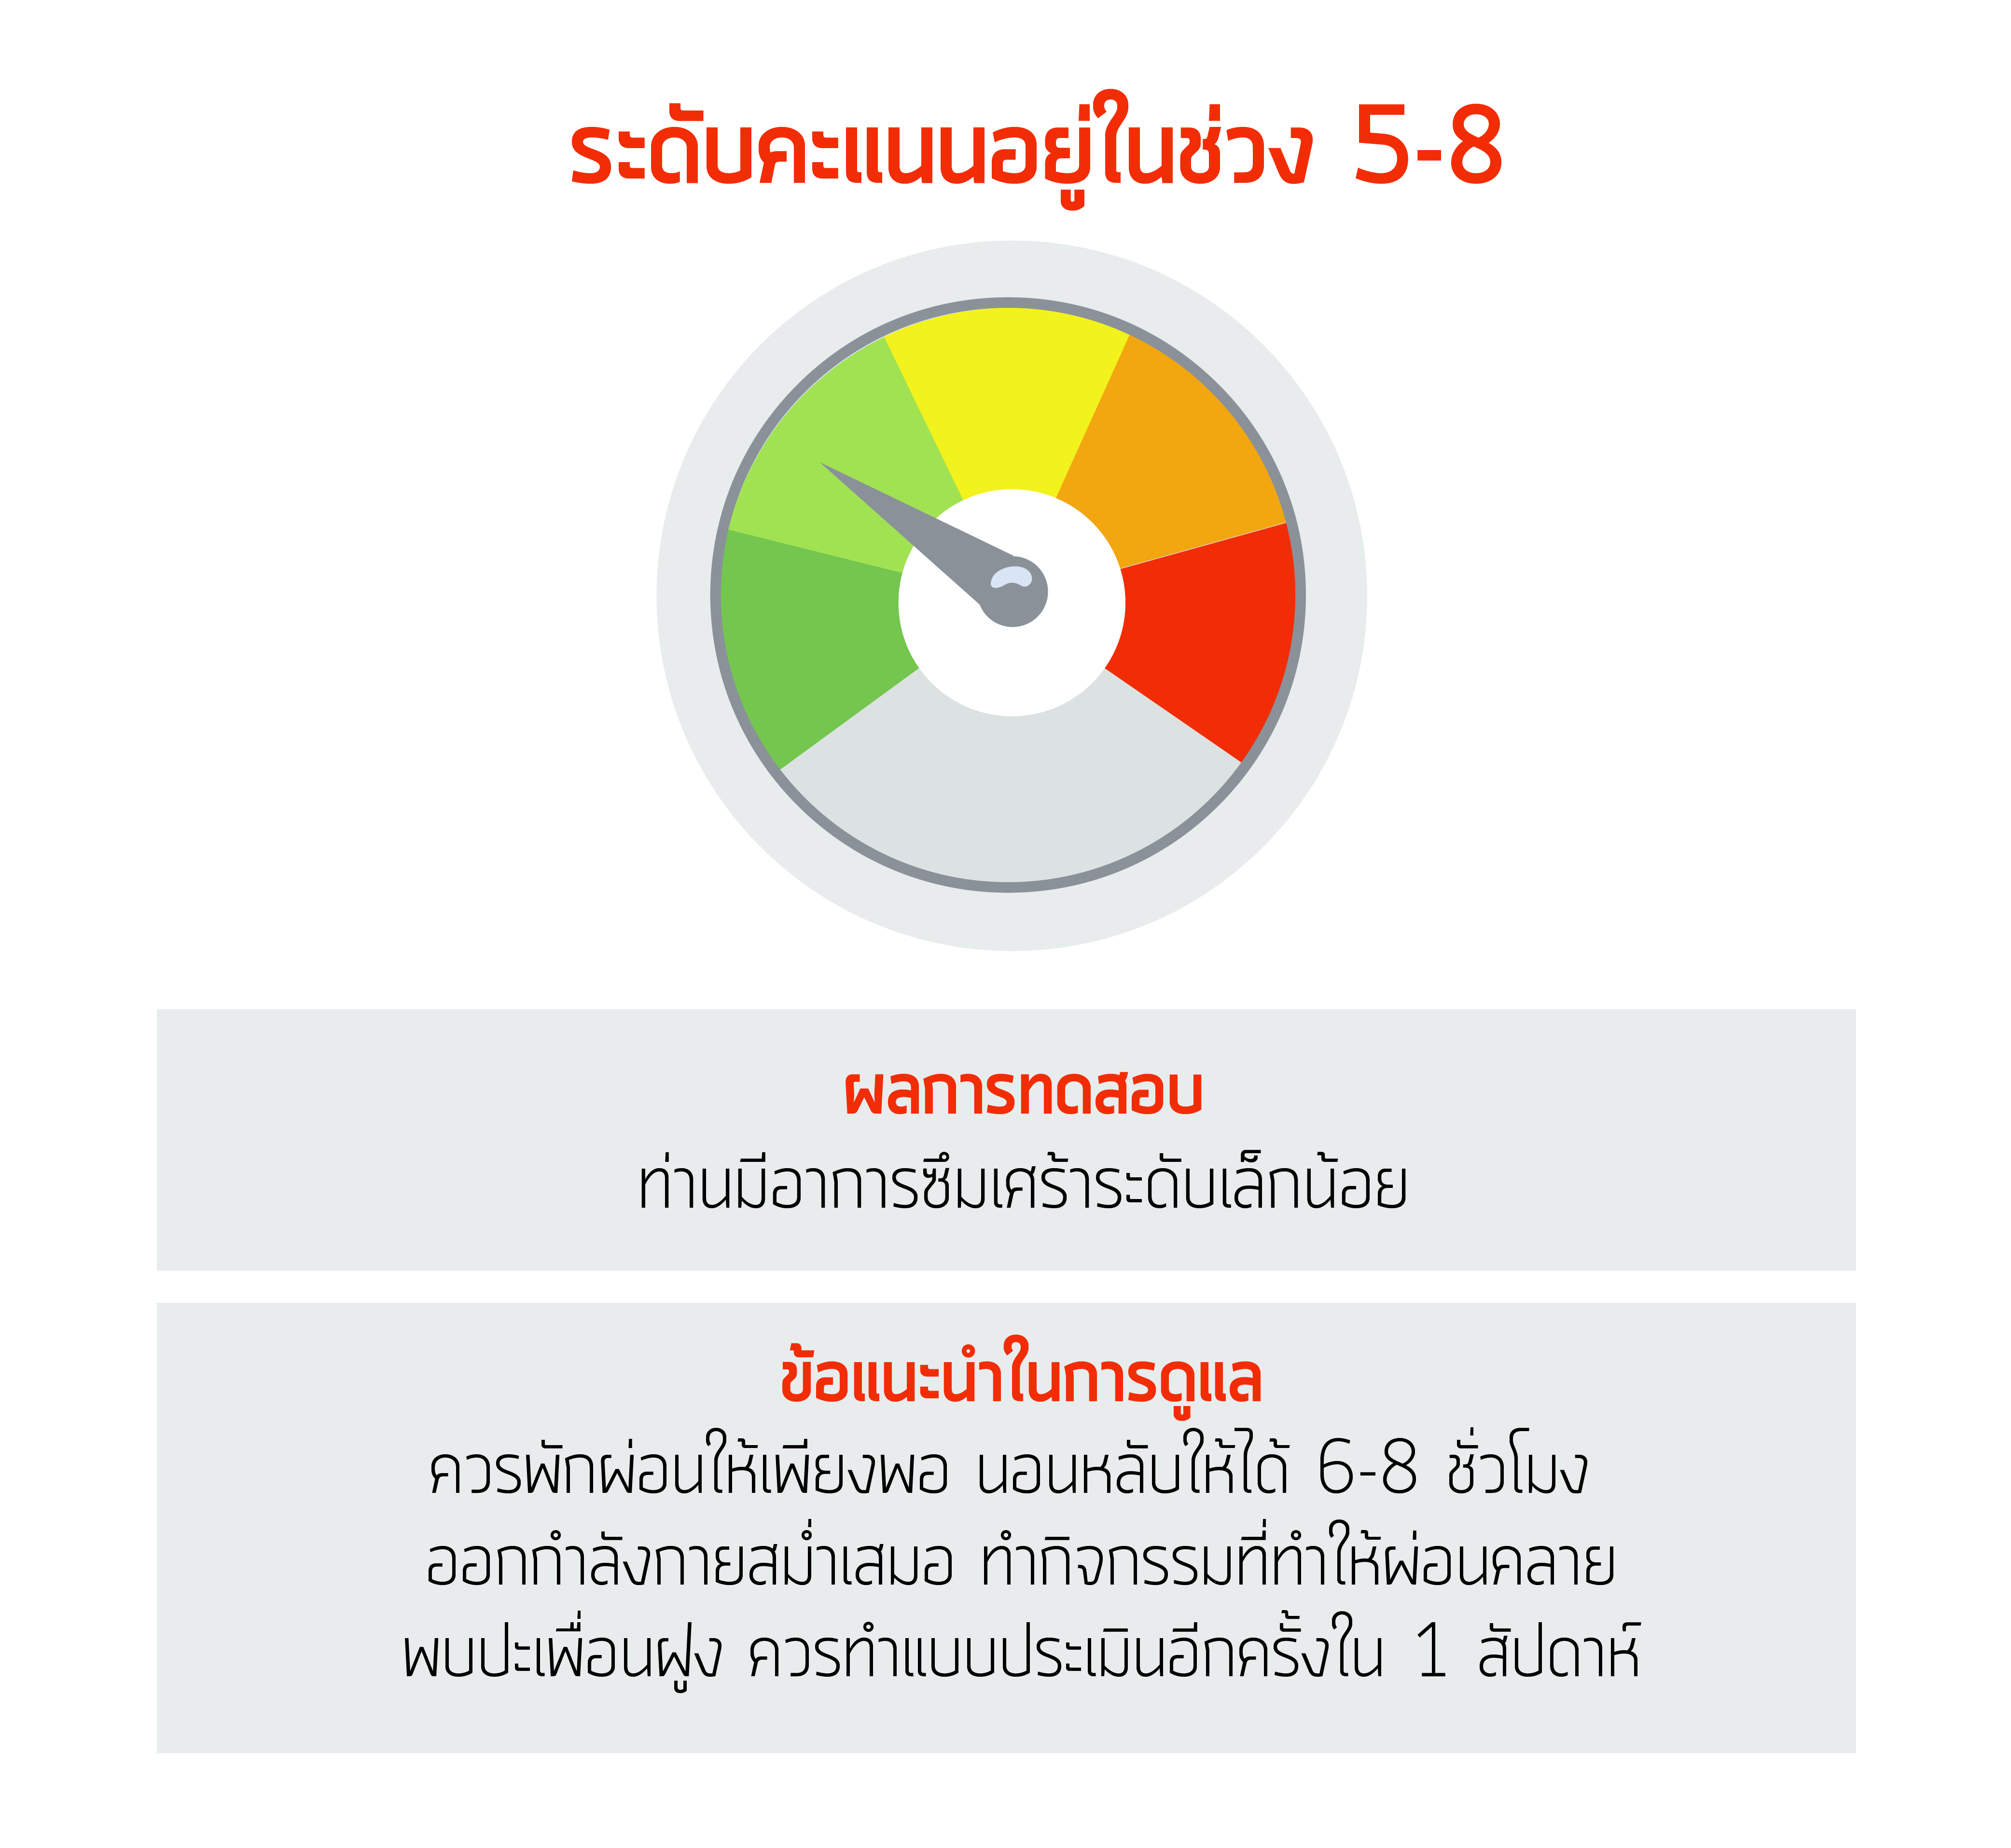 ระดับคะแนนอยู่ในช่วง 5-8
ผลการทดสอบ
ท่านมีอาการซึมเศร้าระดับเล็กน้อย
ข้อแนะนำในการดูแล
ควรพักผ่อนให้เพียงพอ นอนหลับให้ได้ 6-8 ชั่วโมง
ออกกำลังกายสม่ำเสมอ ทำกิจกรรมที่ทำให้ผ่อนคลาย
พบปะเพื่อนฝูง ควรทำแบบประเมินอีกครั้งใน 1 สัปดาห์